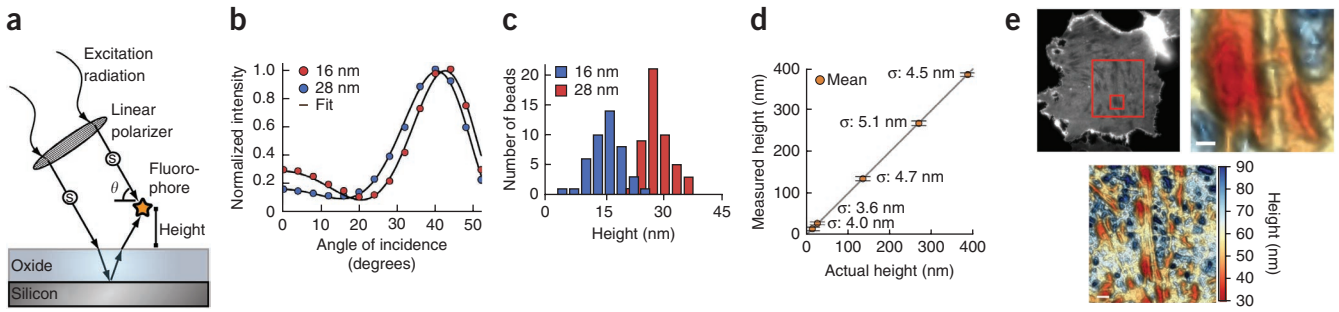 a
Excitation
radiation
Linear
polarizer
S
S
θ
Fluoro-
phore
Height
Oxide
Silicon
b
Normalized intensity
1.0
0.8
0.6
0.4
0.2
0
16 nm
28 nm
Fit
0
10
20
30
40
50
Angle of incidence
(degrees)
c
Number of beads
20
15
10
5
0
16 nm
28 nm
0
15
30
45
Height (nm)
d
Measured height (nm)
400
300
200
100
0
Mean
σ: 4.5 nm
σ: 5.1 nm
σ: 4.7 nm
σ: 3.6 nm
σ: 4.0 nm
0
100
200
300
400
Actual height (nm)
e
90
80
70
60
50
40
30
Height (nm)